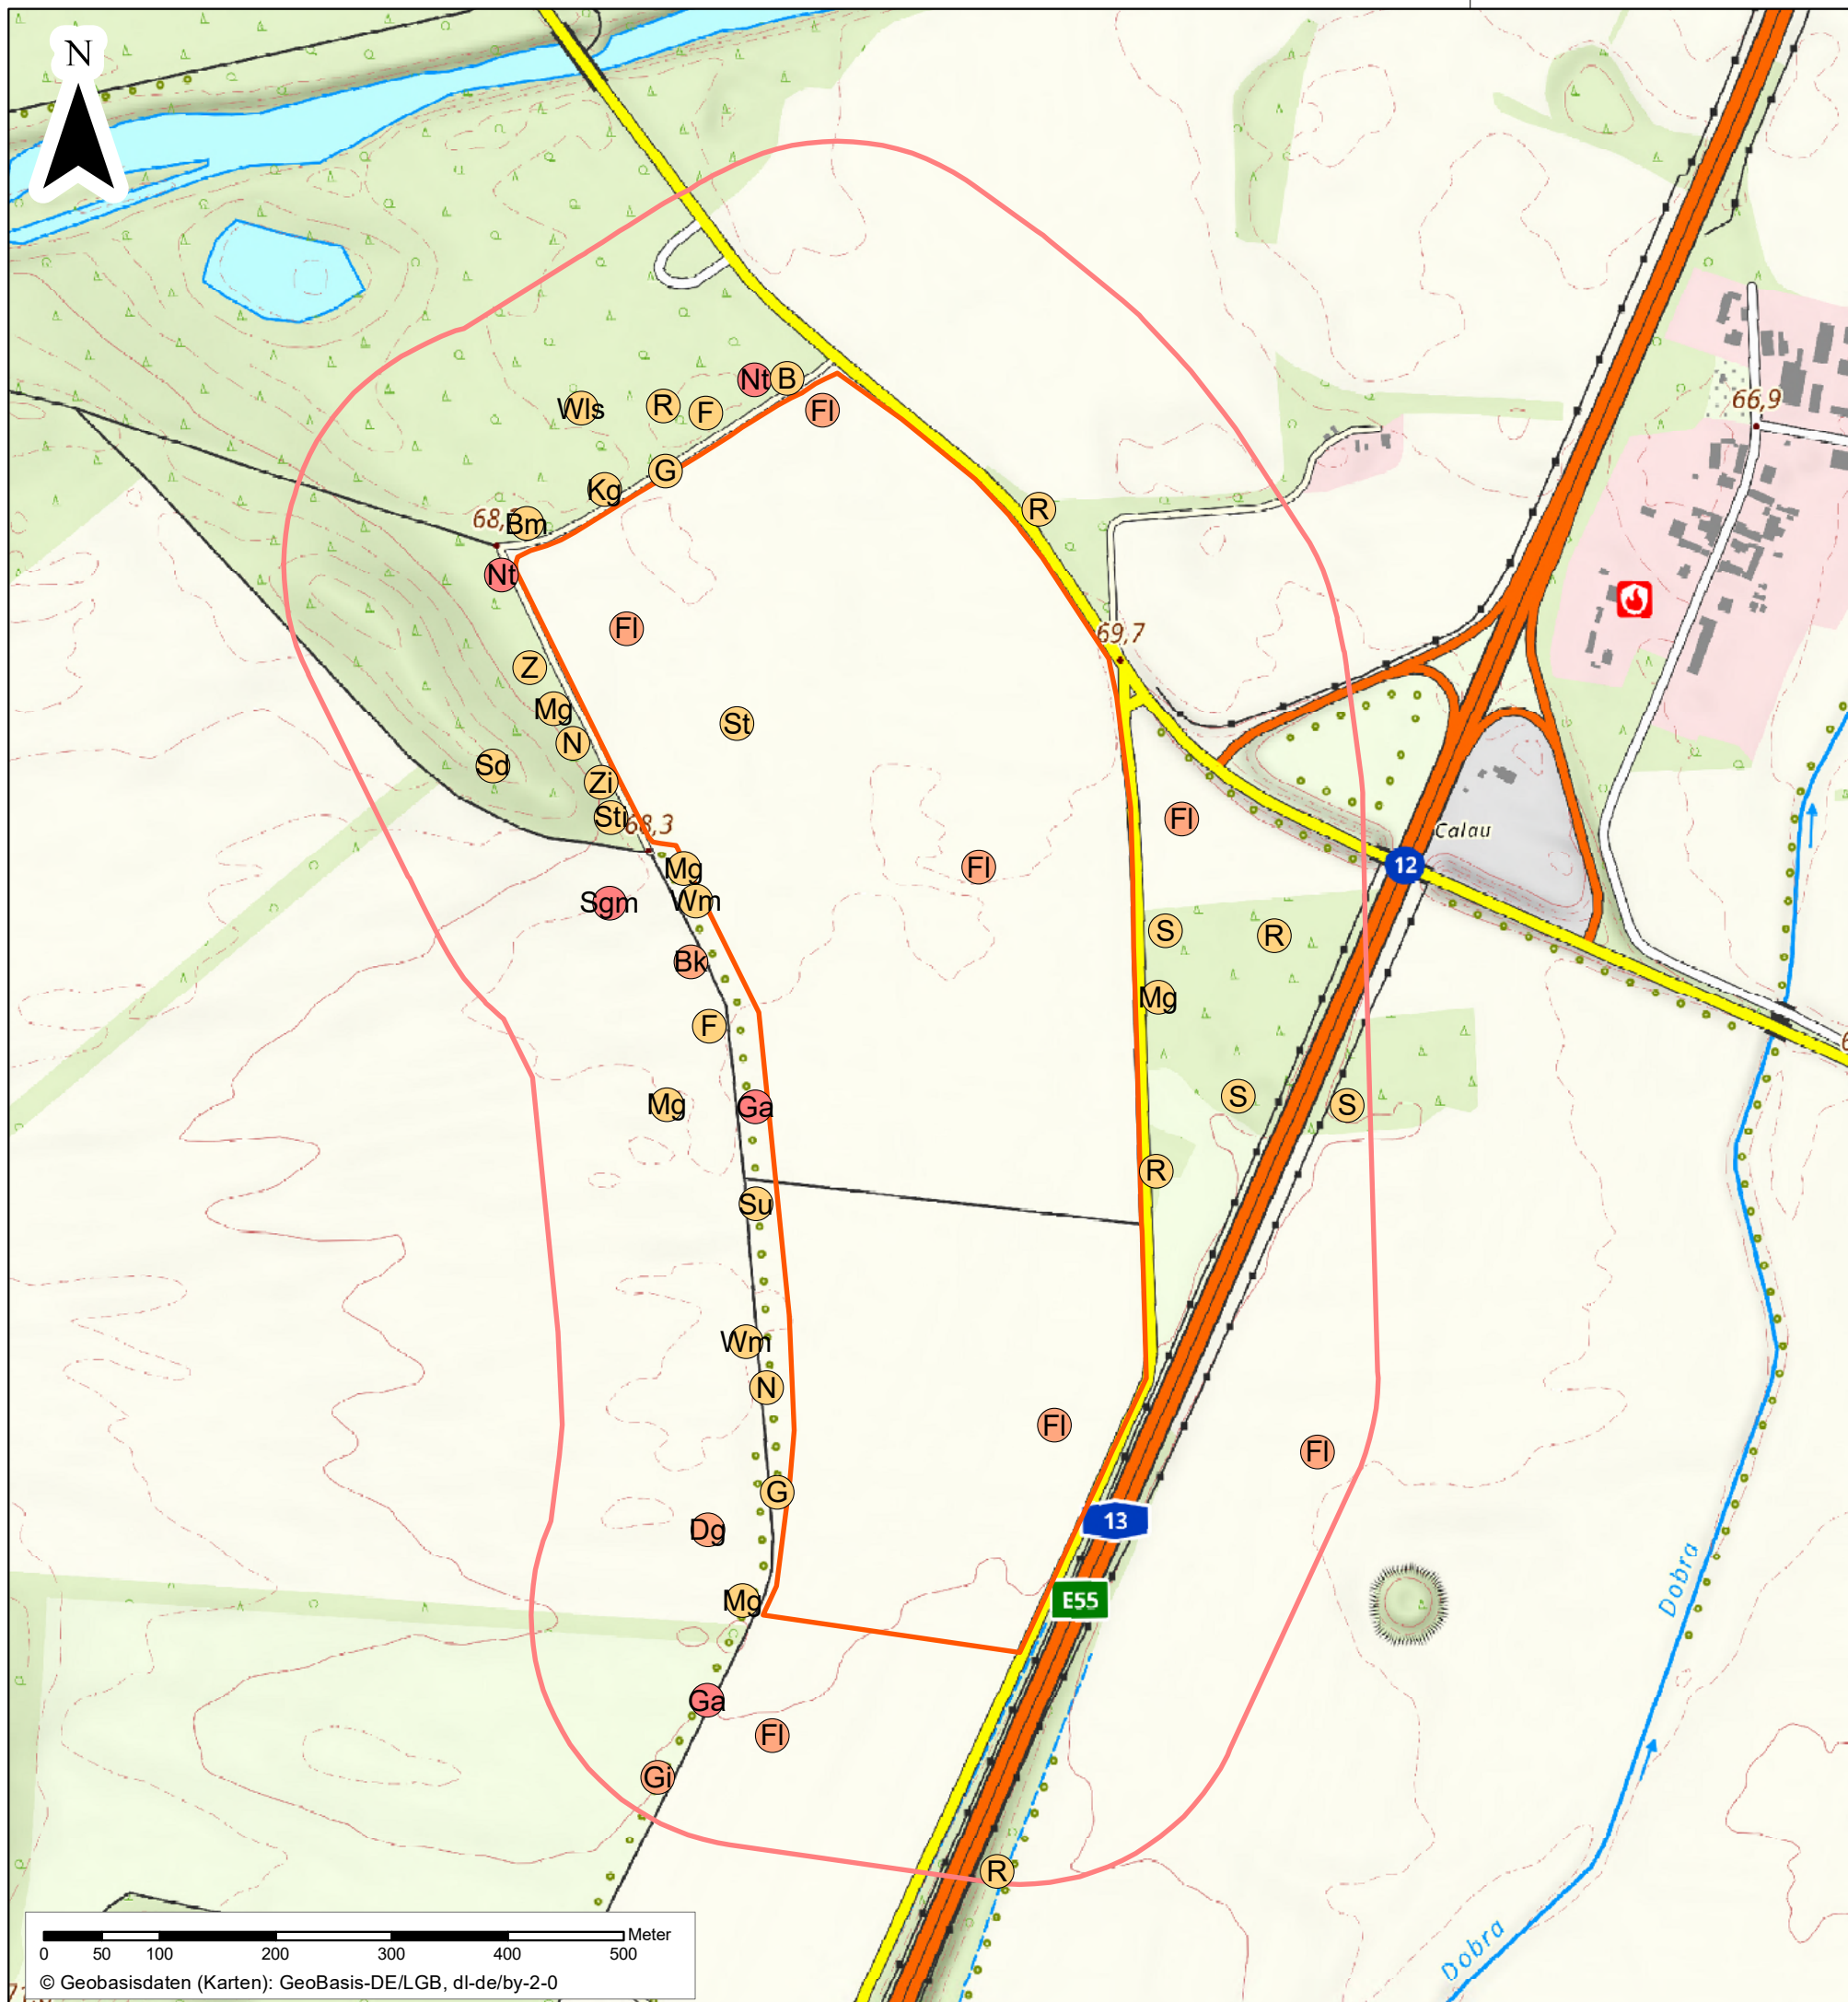 N
Nt
B
Wls
R
F
Fl
66,9
G
Kg
R
68,
Bm
Nt
Fl
69,7
Z
Mg
St
N
Sd
Zi
Sti
68,3
Fl
Calau
12
Mg
Fl
Wm
Sgm
S
R
Bk
Mg
F
6
Mg
Ga
S
S
R
Su
Wm
N
Fl
Fl
G
13
Dg
Dobra
E55
Mg
Ga
Fl
Gi
R
Dobra
Meter
0 50 100 200 300 400 500
© Geobasisdaten (Karten): GeoBasis-DE/LGB, dl-de/by-2-0